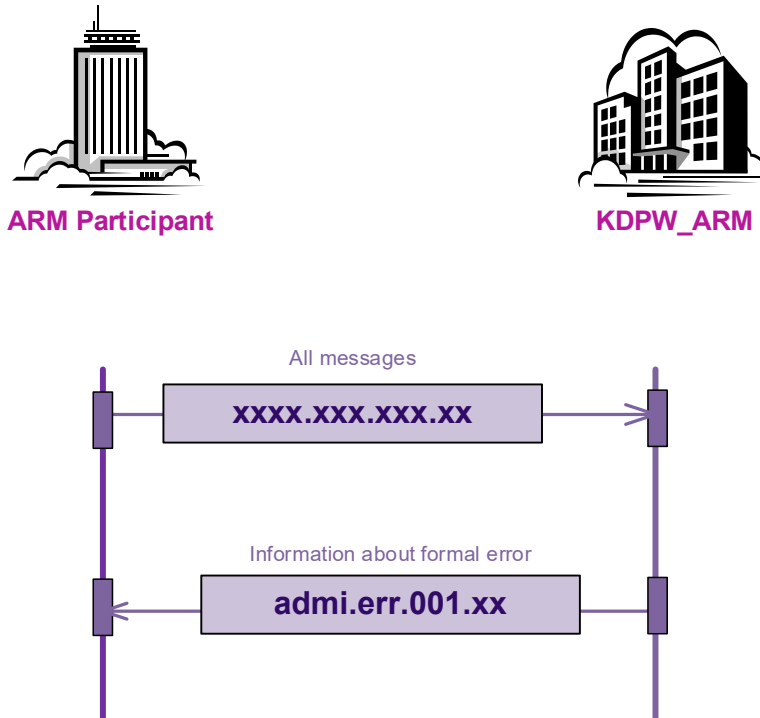 ARM Participant
KDPW_ARM
All messages
xxxx.xxx.xxx.xx
Information about formal error
admi.err.001.xx